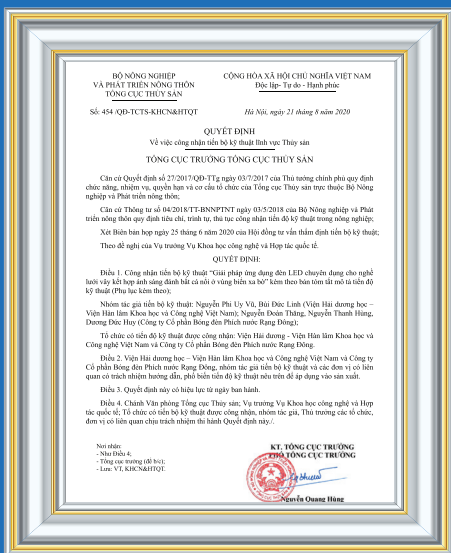 BỘ NÔNG NGHIỆP
VÀ PHÁT TRIỂN NÔNG THÔN
TỔNG CỤC THỦY SẢN
CỘNG HÒA XÃ HỘI CHỦ NGHĨA VIỆT NAM
Độc lập- Tự do - Hạnh phúc
Số: 454 /QĐ-TCTS-KHCN&HTQT
Hà Nội, ngày 21 tháng 8 năm 2020
QUYẾT ĐỊNH
Về việc công nhận tiến bộ kỹ thuật lĩnh vực Thủy sản
TỔNG CỤC TRƯỞNG TỔNG CỤC THỦY SẢN
Căn cứ Quyết định số 27/2017/QĐ-TTg ngày 03/7/2017 của Thủ tướng chính phủ quy định
chức năng, nhiệm vụ, quyền hạn và cơ cấu tổ chức của Tổng cục Thủy sản trực thuộc Bộ Nông
nghiệp và Phát triển nông thôn;
Căn cứ Thông tư số 04/2018/TT-BNNPTNT ngày 03/5/2018 của Bộ Nông nghiệp và Phát
triển nông thôn quy định tiêu chí, trình tự, thủ tục công nhận tiến bộ kỹ thuật trong nông nghiệp;
Xét Biên bản họp ngày 25 tháng 6 năm 2020 của Hội đồng tư vấn thẩm định tiến bộ kỹ thuật;
Theo đề nghị của Vụ trưởng Vụ Khoa học công nghệ và Hợp tác quốc tế.
QUYẾT ĐỊNH:
Điều 1. Công nhận tiến bộ kỹ thuật “Giải pháp ứng dụng đèn LED chuyên dụng cho nghề
lưới vây kết hợp ánh sáng đánh bắt cá nổi ở vùng biển xa bờ” kèm theo bản tóm tắt mô tả tiến độ
kỹ thuật (Phụ lục kèm theo);
Nhóm tác giả tiến bộ kỹ thuật: Nguyễn Phi Uy Vũ, Bùi Đức Linh (Viện Hải dương học –
Viện Hàn lâm Khoa học và Công nghệ Việt Nam); Nguyễn Đoàn Thăng, Nguyễn Thanh Hùng,
Dương Đức Huy (Công ty Cổ phần Bóng đèn Phích nước Rạng Đông);
Tổ chức có tiến độ kỹ thuật được công nhận: Viện Hải dương - Viện Hàn lâm Khoa học và
Công nghệ Việt Nam và Công ty Cổ phần Bóng đèn Phích nước Rạng Đông.
Điều 2. Viện Hải dương học – Viện Hàn lâm Khoa học và Công nghệ Việt Nam và Công ty
Cổ phần Bóng đèn Phích nước Rạng Đông, nhóm tác giả tiến bộ kỹ thuật và các đơn vị có liên
quan có trách nhiệm hướng dẫn, phổ biến tiến độ kỹ thuật nêu trên để áp dụng vào sản xuất.
Điều 3. Quyết định này có hiệu lực từ ngày ban hành.
Điều 4. Chánh Văn phòng Tổng cục Thủy sản; Vụ trưởng Vụ Khoa học công nghệ và Hợp
tác quốc tế; Tổ chức có tiến bộ kỹ thuật được công nhận, nhóm tác giả, Thủ trưởng các tổ chức,
đơn vị có liên quan chịu trách nhiệm thi hành Quyết định này./.
Nơi nhận:
- Như Điều 4;
- Tổng cục trưởng (để b/c);
- Lưu: VT, KHCN&HTQT.
KT. TỔNG CỤC TRƯỞNG
PHÓ TỔNG CỤC TRƯỞNG
Nguyễn Quang Hùng